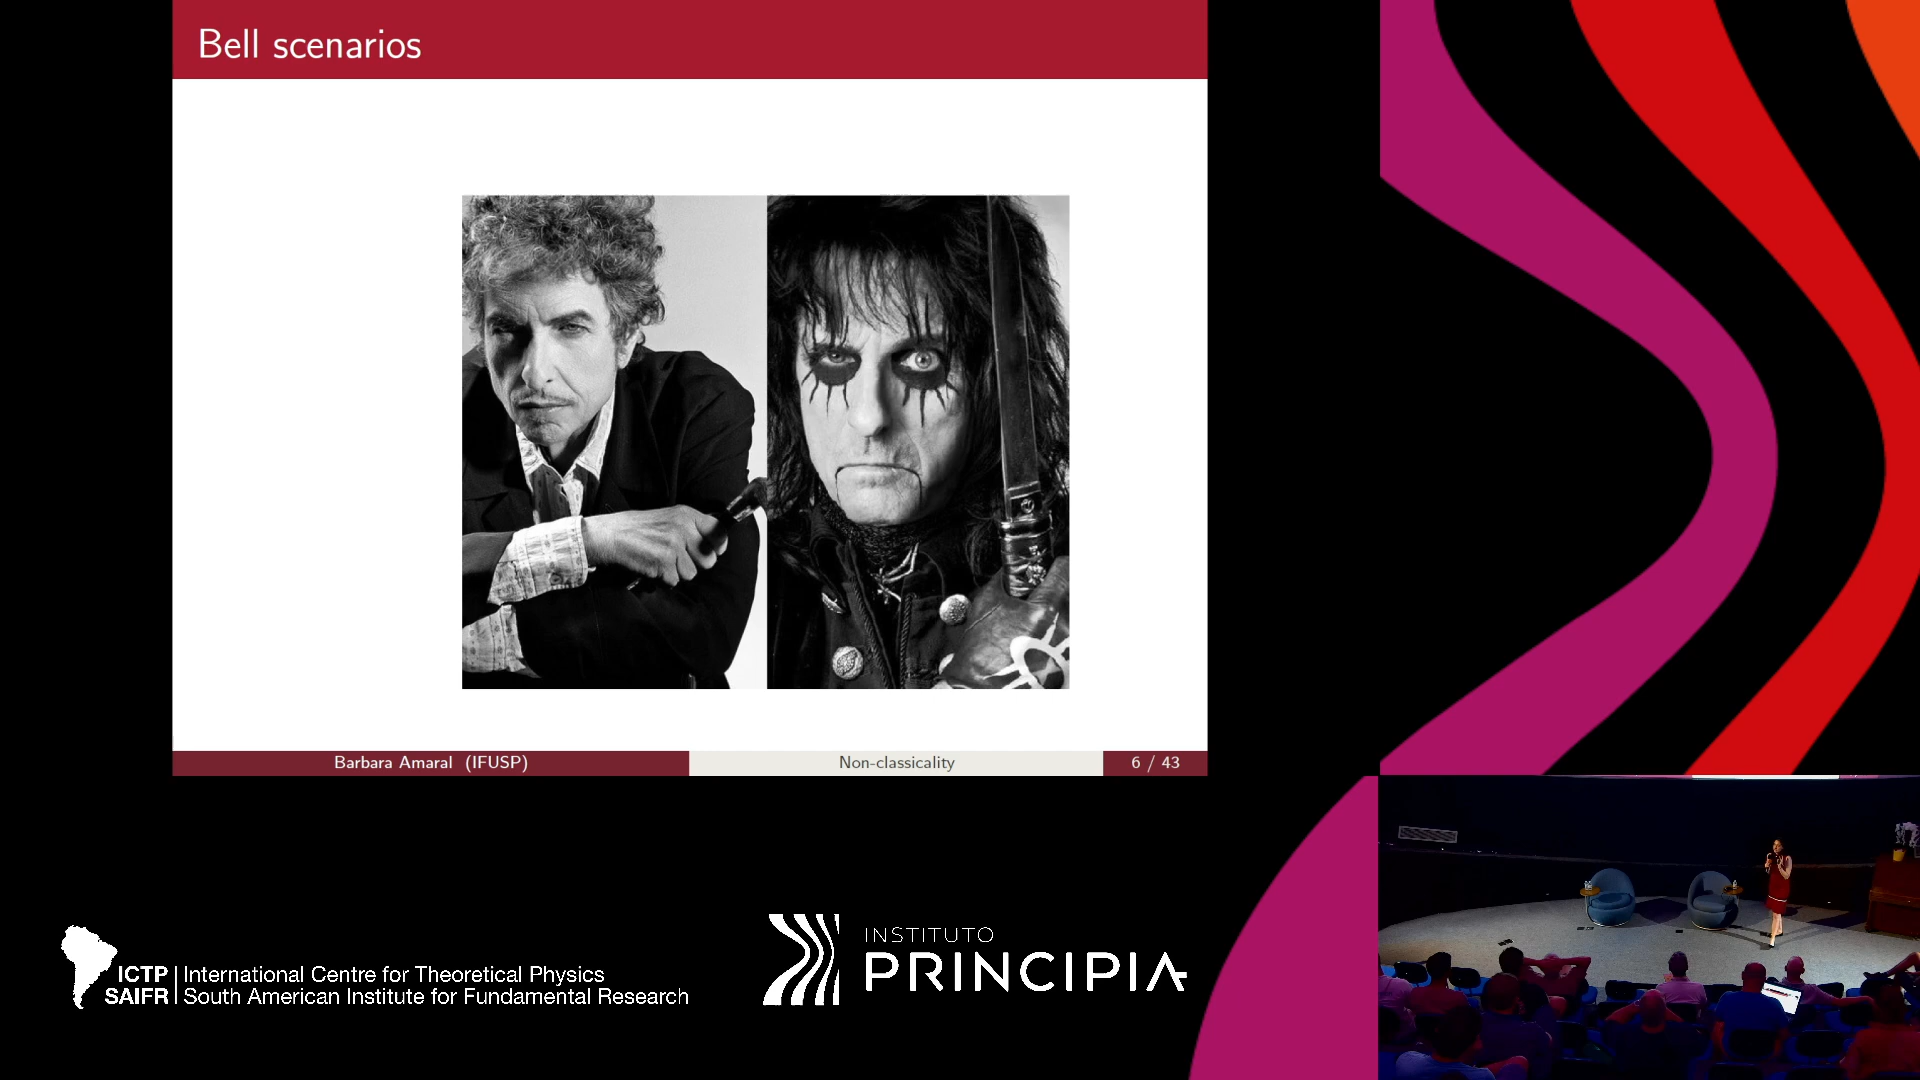 Bell scenarios
Barbara Amaral (IFUSP)
Non-classicality
6 / 43
ICTP
SAIFR
International Centre for Theoretical Physics
South American Institute for Fundamental Research
INSTITUTO
PRINCIPIA